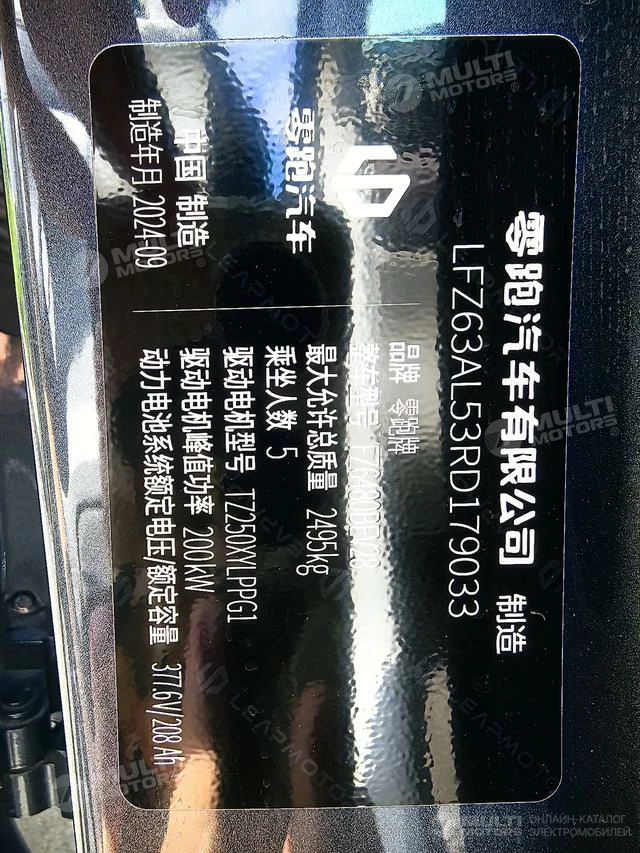 零跑汽车有限公司 制造
LFZ63AL53RD179033
零跑汽车
中国 制造
制造年月 2024-09
品牌 零跑牌
整车型号 FZ6480BEV28
最大允许总质量 2495kg
乘坐人数 5
驱动电机型号 TZ250XYLPPG1
驱动电机峰值功率 200kW
动力电池系统额定电压/额定容量 377.6V/208Ah
MULTI MOTORS®
LEAPMOTOR
ОНЛАЙН-КАТАЛОГ
ЭЛЕКТРОМОБИЛЕЙ